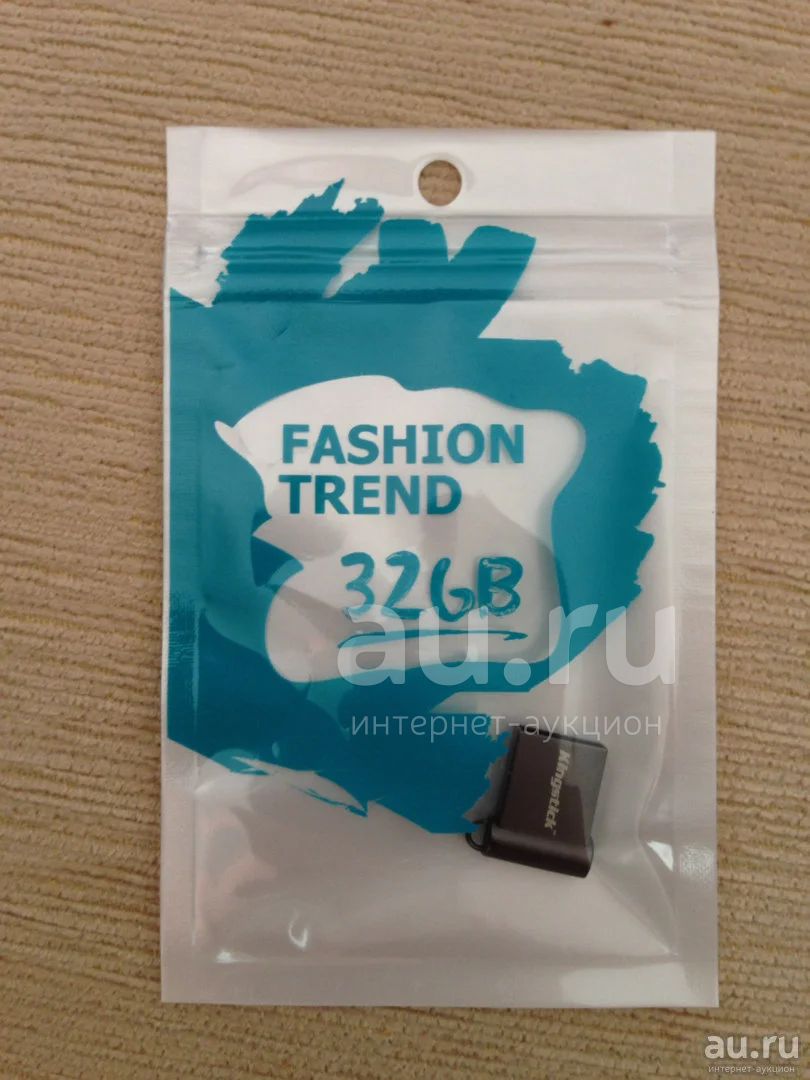 FASHION
TREND
32GB
au.ru
интернет-аукцион
Kingstick
au.ru
интернет-аукцион